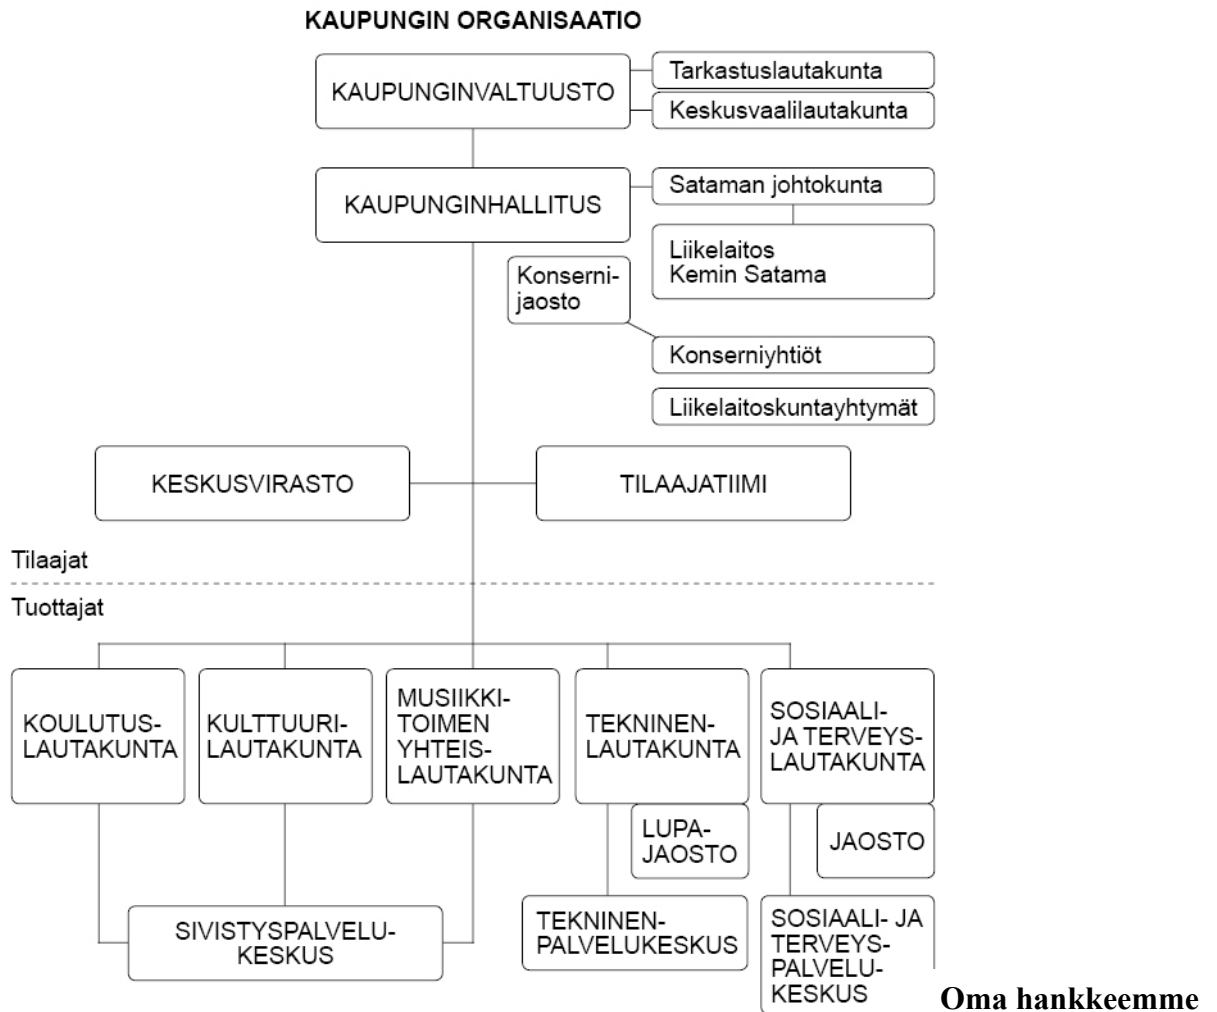 KAUPUNGIN ORGANISAATIO
KAUPUNGINVALTUUSTO
Tarkastuslautakunta
Keskusvaalilautakunta
KAUPUNGINHALLITUS
Sataman johtokunta
Liikelaitos
Kemin Satama
Konserni-
jaosto
Konserniyhtiöt
Liikelaitoskuntayhtymät
KESKUSVIRASTO
TILAAJATIIMI
Tilaajat
Tuottajat
KOULUTUS-
LAUTAKUNTA
KULTTUURI-
LAUTAKUNTA
MUSIIKKI-
TOIMEN
YHTEIS-
LAUTAKUNTA
TEKNINEN-
LAUTAKUNTA
SOSIAALI-
JA TERVEYS-
LAUTAKUNTA
LUPA-
JAOSTO
JAOSTO
SIVISTYSPALVELU-
KESKUS
TEKNINEN-
PALVELUKESKUS
SOSIAALI- JA
TERVEYS-
PALVELU-
KESKUS
Oma hankkeemme